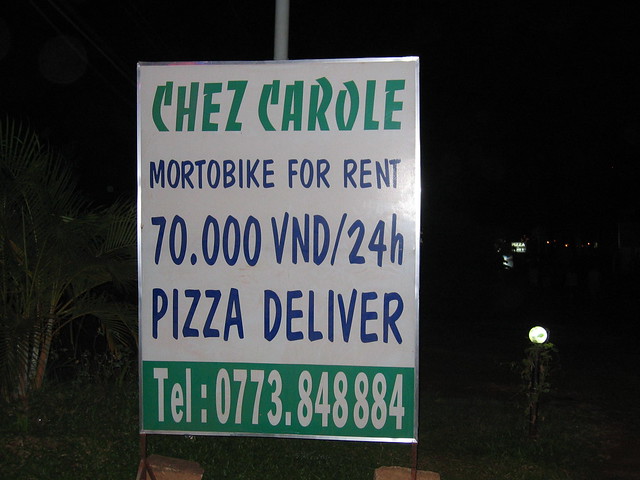 CHEZ CAROLE
MORTOBIKE FOR RENT
70.000 VND/24h
PIZZA DELIVER
Tel : 0773.848884